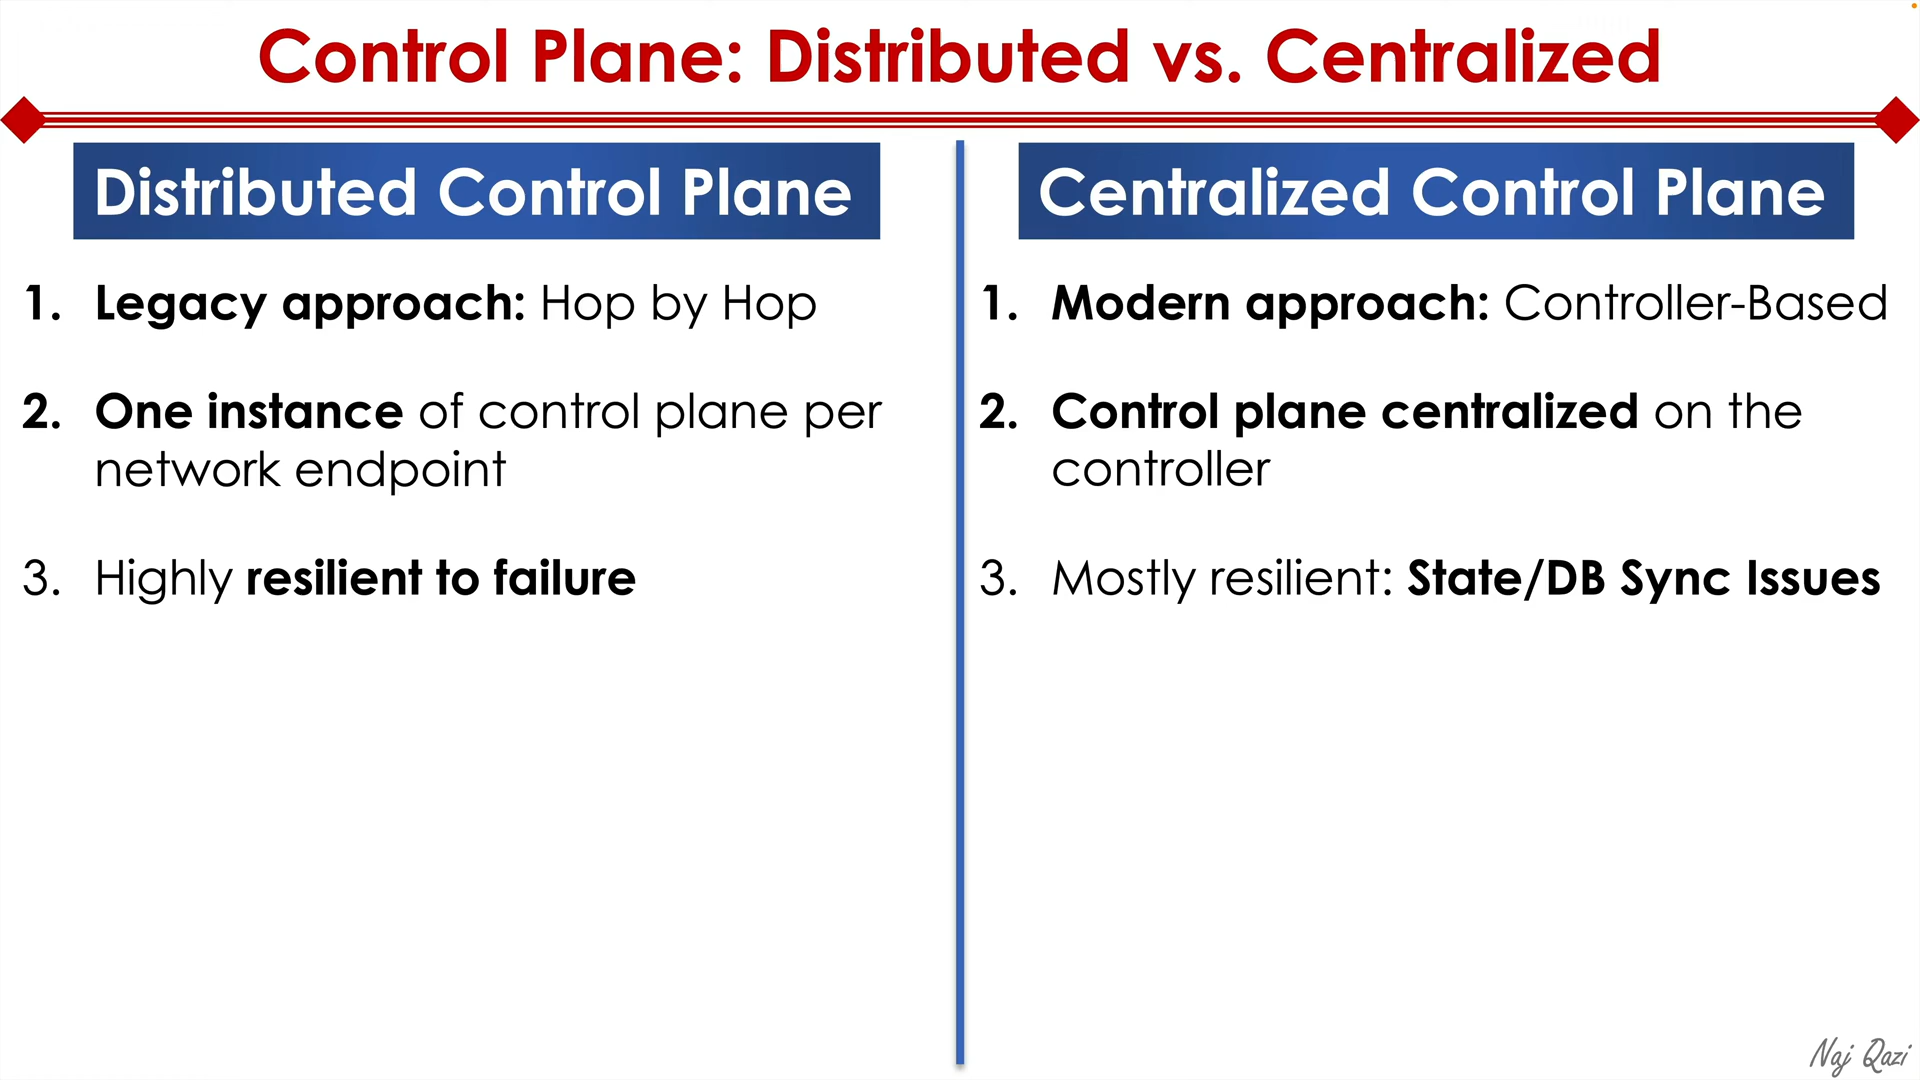 Control Plane: Distributed vs. Centralized
Distributed Control Plane
1. Legacy approach: Hop by Hop
2. One instance of control plane per
network endpoint
3. Highly resilient to failure
Centralized Control Plane
1. Modern approach: Controller-Based
2. Control plane centralized on the
controller
3. Mostly resilient: State/DB Sync Issues
Naj Qazi